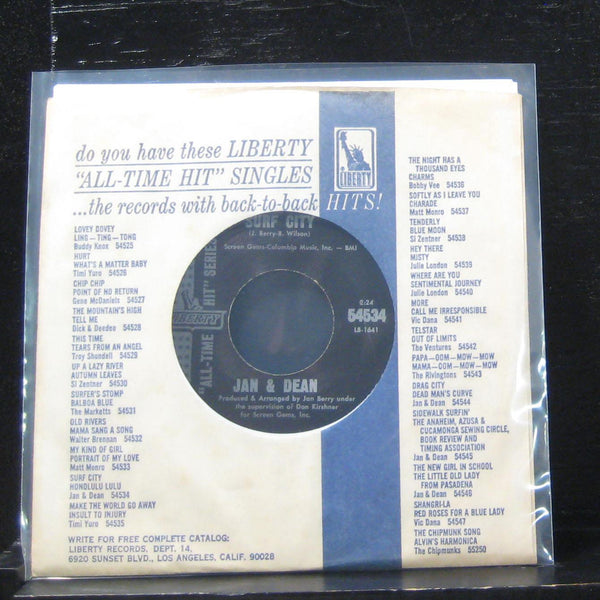 do you have these LIBERTY
"ALL-TIME HIT" SINGLES
...the records with back-to-back HITS!
LIBERTY
LOVEY DOVEY
LING - TING - TONG
Buddy Knox 54525
HURT
WHAT'S A MATTER BABY
Timi Yuro 54526
CHIP CHIP
POINT OF NO RETURN
Gene McDaniels 54527
THE MOUNTAIN'S HIGH
TELL ME
Dick & Deedee 54528
THIS TIME
TEARS FROM AN ANGEL
Troy Shondell 54529
UP A LAZY RIVER
AUTUMN LEAVES
Si Zentner 54530
SURFER'S STOMP
BALBOA BLUE
The Marketts 54531
OLD RIVERS
MAMA SANG A SONG
Walter Brennan 54532
MY KIND OF GIRL
PORTRAIT OF MY LOVE
Matt Monro 54533
SURF CITY
HONOLULU LULU
Jan & Dean 54534
MAKE THE WORLD GO AWAY
INSULT TO INJURY
Timi Yuro 54535
WRITE FOR FREE COMPLETE CATALOG:
LIBERTY RECORDS, DEPT. 14,
6920 SUNSET BLVD., LOS ANGELES, CALIF. 90028
SURF CITY
(J. Berry-B. Wilson)
Screen Gems-Columbia Music, Inc. — BMI
LIBERTY
"ALL-TIME HIT" SERIES
2:24
54534
LB-1641
JAN & DEAN
Produced & Arranged by Jan Berry under
the supervision of Don Kirshner
for Screen Gems, Inc.
THE NIGHT HAS A
THOUSAND EYES
CHARMS
Bobby Vee 54536
SOFTLY AS I LEAVE YOU
CHARADE
Matt Monro 54537
TENDERLY
BLUE MOON
SI Zentner 54538
HEY THERE
MISTY
Julie London 54539
WHERE ARE YOU
SENTIMENTAL JOURNEY
Julie London 54540
MORE
CALL ME IRRESPONSIBLE
Vic Dana 54541
TELSTAR
OUT OF LIMITS
The Ventures 54542
PAPA-OOM-MOW-MOW
MAMA-OOM-MOW-MOW
The Rivingtons 54543
DRAG CITY
DEAD MAN'S CURVE
Jan & Dean 54544
SIDEWALK SURFIN'
THE ANAHEIM, AZUSA &
CUCAMONGA SEWING CIRCLE,
BOOK REVIEW AND
TIMING ASSOCIATION
Jan & Dean 54545
THE NEW GIRL IN SCHOOL
THE LITTLE OLD LADY
FROM PASADENA
Jan & Dean 54546
SHANGRI-LA
RED ROSES FOR A BLUE LADY
Vic Dana 54547
THE CHIPMUNK SONG
ALVIN'S HARMONICA
The Chipmunks 55250